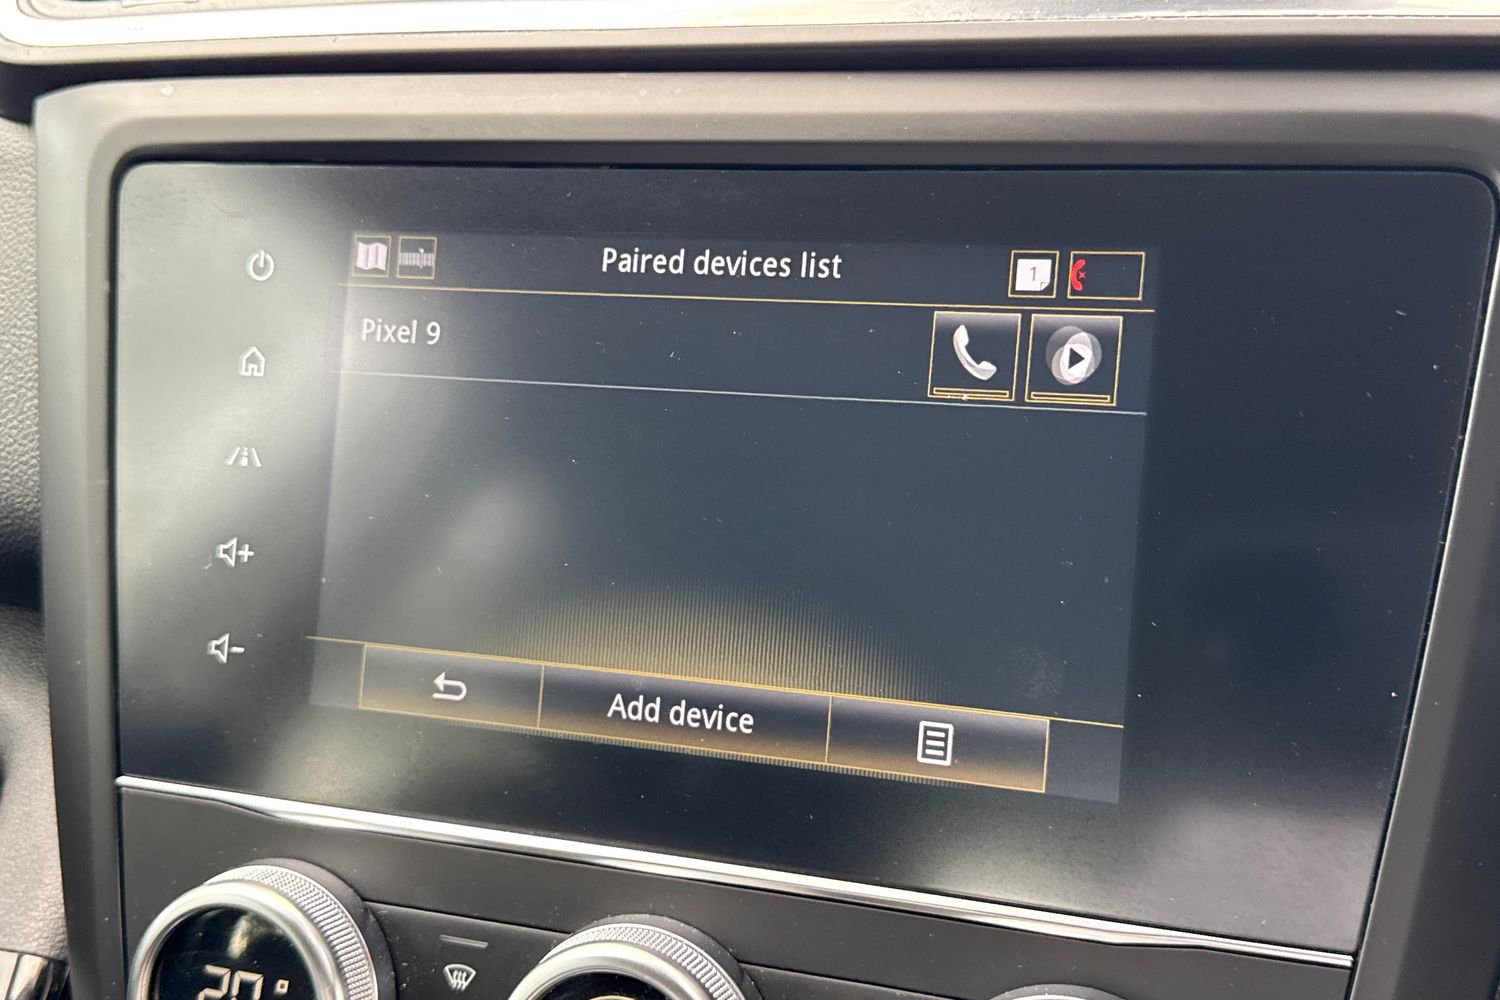 Paired devices list
1
Pixel 9
Add device
20°